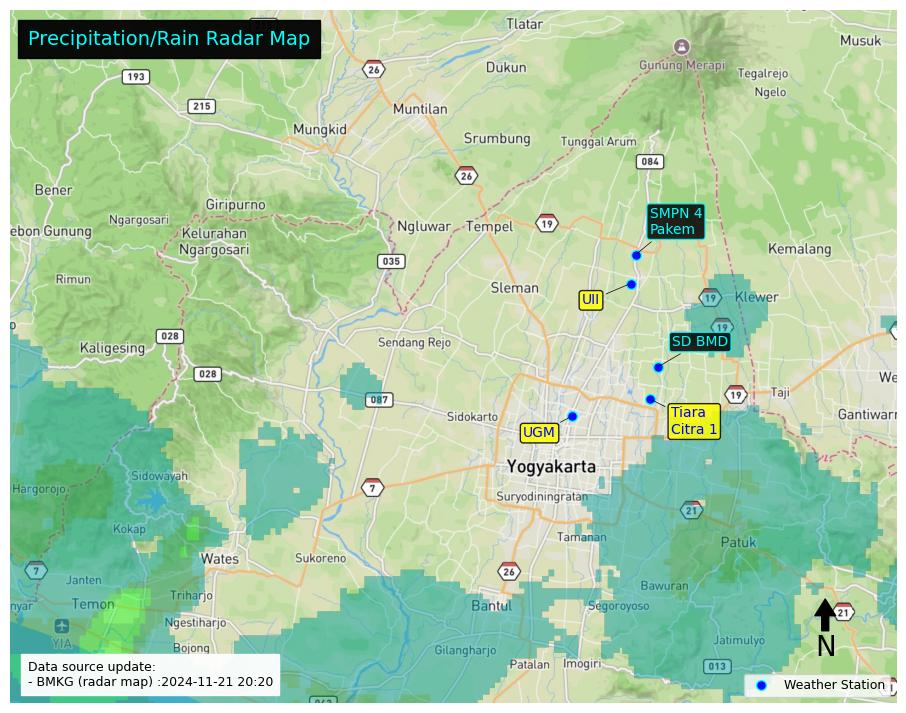 Precipitation/Rain Radar Map
Tlatar
Musuk
26
Gunung Merapi
193
Dukun
Tegalrejo
Ngelo
215
Muntilan
Mungkid
Srumbung
Tunggal Arum
084
26
Bener
Giripurno
SMPN 4
Pakem
Ngargosari
ebon Gunung
Kelurahan
Ngargosari
Ngluwar
Tempel
19
Kemalang
035
Rimun
Sleman
UII
19
Klewer
19
028
Kaligesing
Sendang Rejo
SD BMD
028
We
087
19
Taji
Sidokarto
Tiara
Citra 1
Gantiwarn
UGM
Yogyakarta
Sidowayah
Hargorojo
7
Suryodiningratan
21
Kokap
Tamanan
Patuk
Wates
Sukoreno
7
26
Janten
Bawuran
nyar
Temon
Triharjo
Bantul
Segoroyoso
21
Ngestiharjo
YIA
N
Bojong
Gilangharjo
Jatimulyo
Patalan
Imogiri
013
Data source update:
- BMKG (radar map) :2024-11-21 20:20
Weather Station